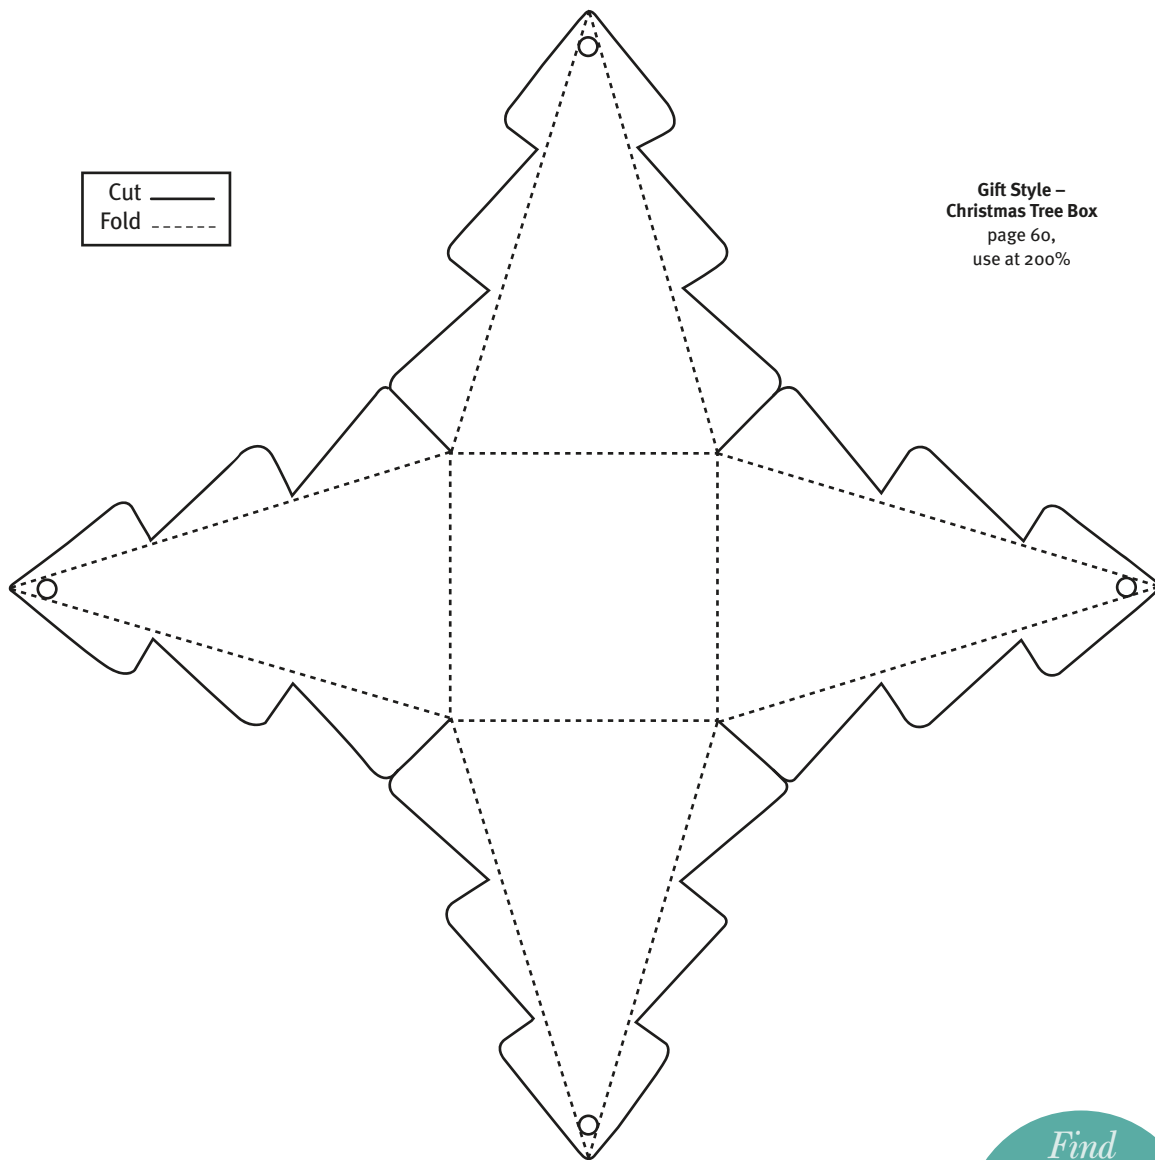 Cut
Fold
Gift Style –
Christmas Tree Box
page 60,
use at 200%
Find